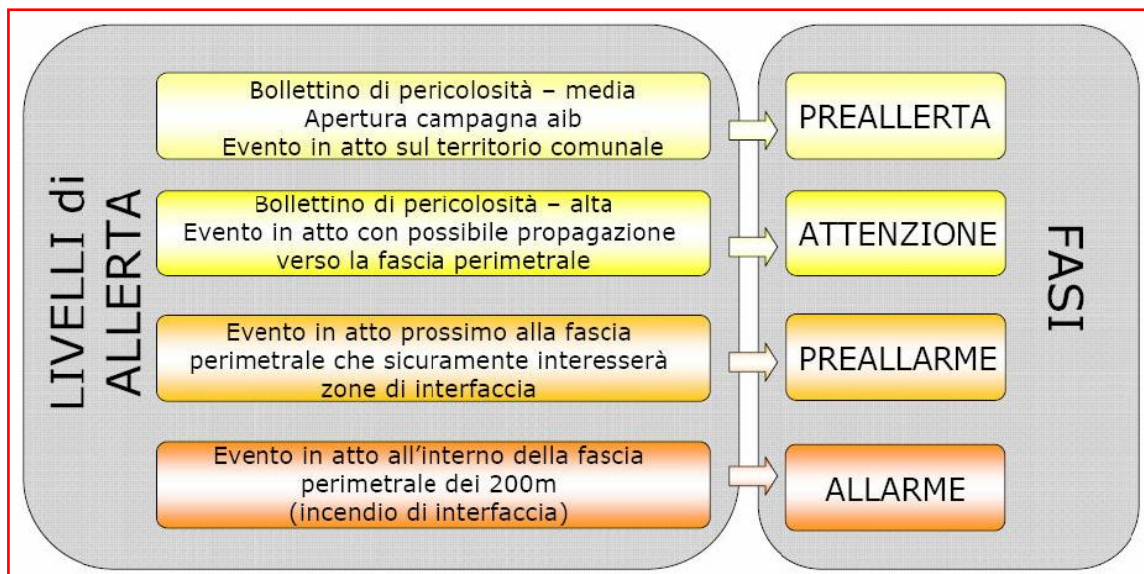 LIVELLI di
ALLERTA
Bollettino di pericolosità – media
Apertura campagna aib
Evento in atto sul territorio comunale
PREALLERTA
Bollettino di pericolosità – alta
Evento in atto con possibile propagazione
verso la fascia perimetrale
ATTENZIONE
Evento in atto prossimo alla fascia
perimetrale che sicuramente interesserà
zone di interfaccia
PREALLARME
Evento in atto all'interno della fascia
perimetrale dei 200m
(incendio di interfaccia)
ALLARME
FASI